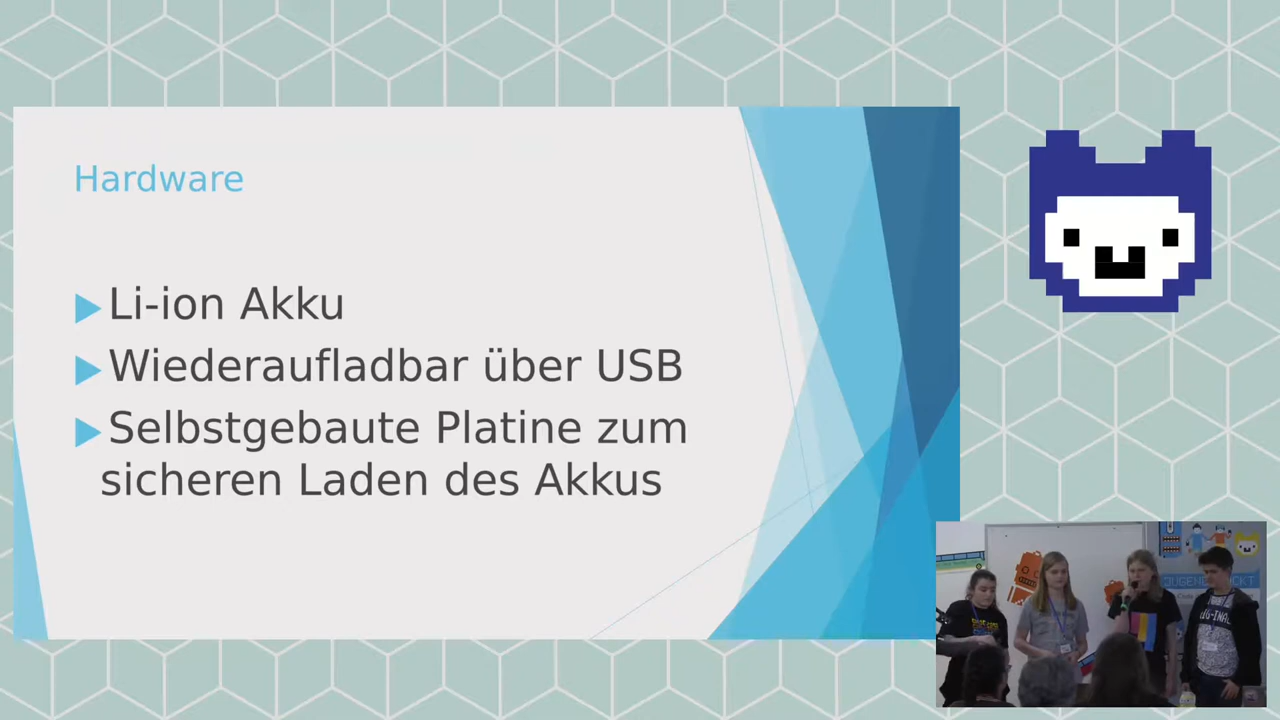 Hardware
Li-ion Akku
Wiederaufladbar über USB
Selbstgebaute Platine zum
sicheren Laden des Akkus